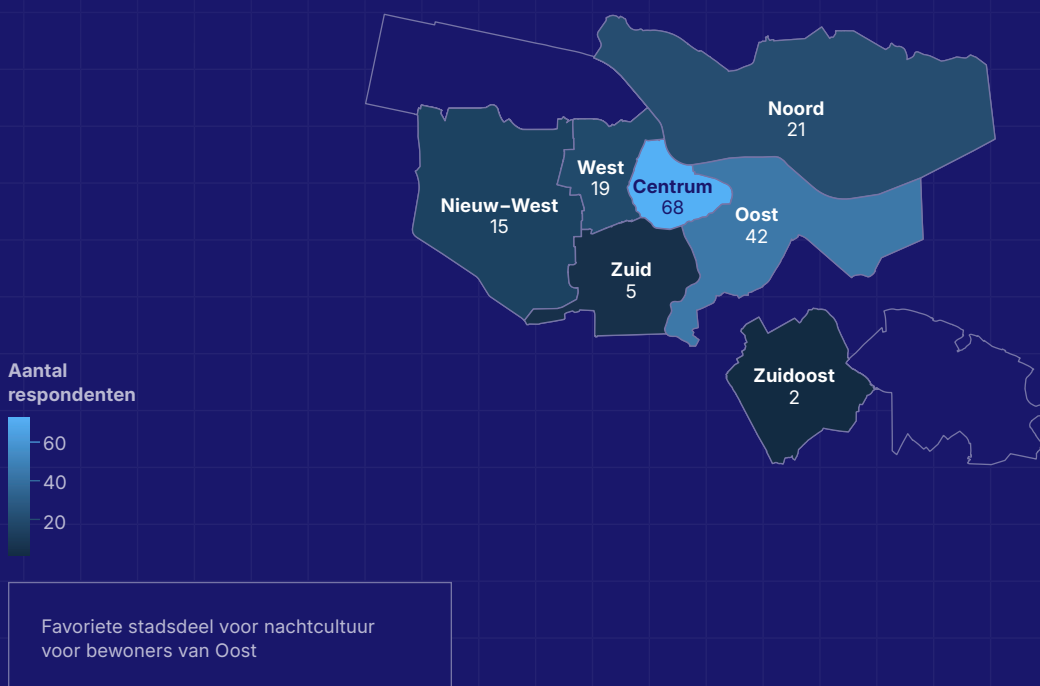 Noord
21
West
19
Centrum
68
Nieuw–West
15
Oost
42
Zuid
5
Zuidoost
2
Aantal
respondenten
60
40
20
Favoriete stadsdeel voor nachtcultuur
voor bewoners van Oost